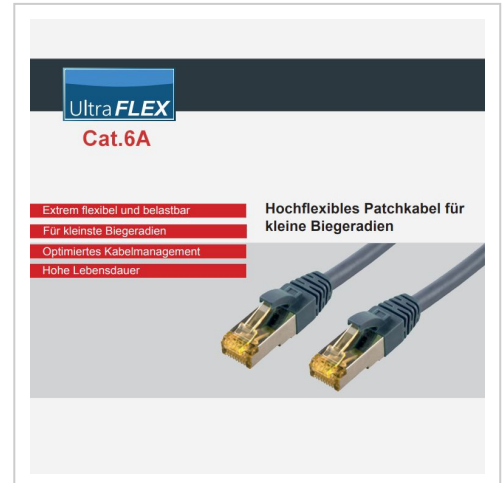 Ultra FLEX
Cat.6A
Extrem flexibel und belastbar
Für kleinste Biegeradien
Optimiertes Kabelmanagement
Hohe Lebensdauer
Hochflexibles Patchkabel für
kleine Biegeradien